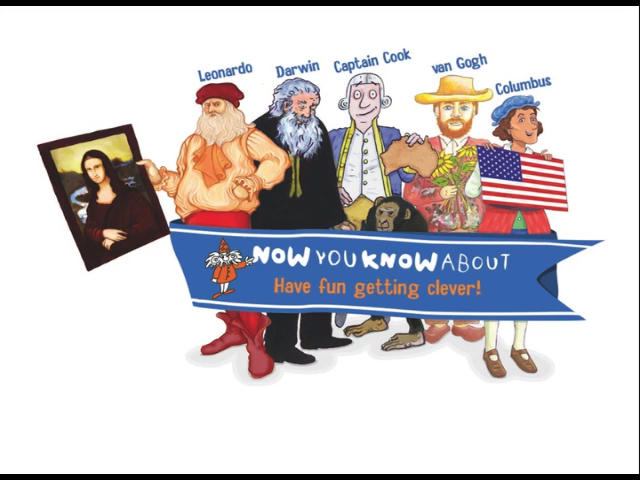 Leonardo
Darwin
Captain Cook
van Gogh
Columbus
NOW YOU KNOW ABOUT
Have fun getting clever!